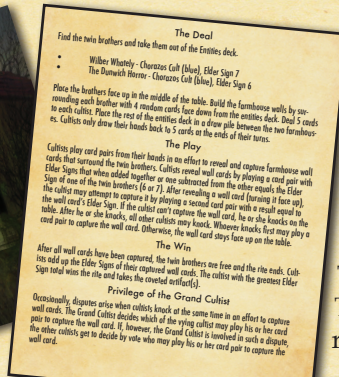 The Deal
Find the twin brothers and take them out of the Entities deck.
• Wilber Whately - Chorazos Cult (blue), Elder Sign 7
• The Dunwich Horror - Chorazos Cult (blue), Elder Sign 6
Place the brothers face up in the middle of the table. Build the farmhouse walls by sur-
rounding each brother with 4 random cards face down from the entities deck. Deal 5 cards
to each cultist. Place the rest of the entities deck in a draw pile between the two farmhous-
es. Cultists only draw their hands back to 5 cards at the ends of their turns.
The Play
Cultists play card pairs from their hands in an effort to reveal and capture farmhouse wall
cards that surround the twin brothers. Cultists reveal wall cards by playing a card pair with
Elder Signs that when added together or one subtracted from the other equals the Elder
Sign of one of the twin brothers (6 or 7). After revealing a wall card (turning it face up),
the cultist may attempt to capture it by playing a second card pair with a result equal to
the wall card's Elder Sign. If the cultist can't capture the wall card, he or she knocks on the
table. After he or she knocks, all other cultists may knock. Whoever knocks first may play a
card pair to capture the wall card. Otherwise, the wall card stays face up on the table.
The Win
After all wall cards have been captured, the twin brothers are free and the rite ends. Cult-
ists add up the Elder Signs of their captured wall cards. The cultist with the greatest Elder
Sign total wins the rite and takes the coveted artifact(s).
Privilege of the Grand Cultist
Occasionally, disputes arise when cultists knock at the same time in an effort to capture
wall cards. The Grand Cultist decides which of the vying cultist may play his or her card
pair to capture the wall card. If, however, the Grand Cultist is involved in such a dispute,
the other cultists get to decide by vote who may play his or her card pair to capture the
wall card.